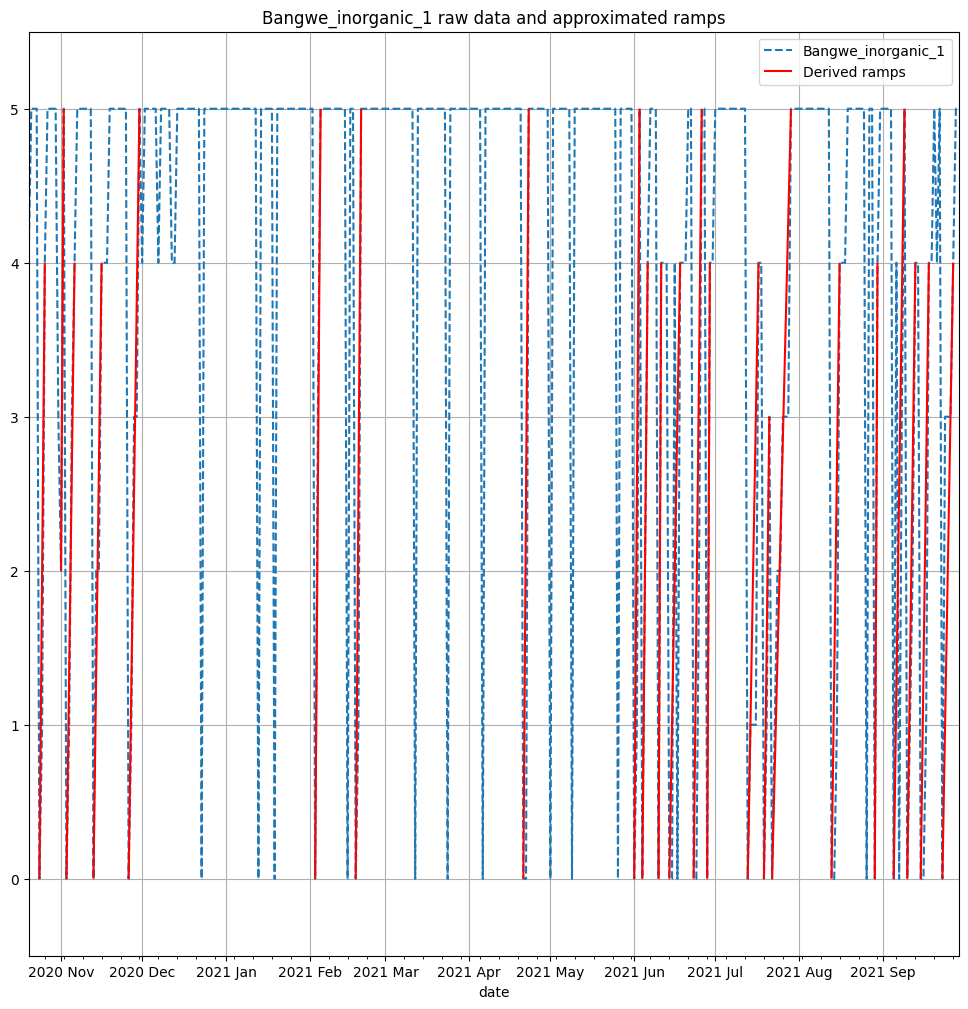 Bangwe_inorganic_1 raw data and approximated ramps
Bangwe_inorganic_1
Derived ramps
5
4
3
2
1
0
2020 Nov 2020 Dec 2021 Jan 2021 Feb 2021 Mar 2021 Apr 2021 May 2021 Jun 2021 Jul 2021 Aug 2021 Sep
date